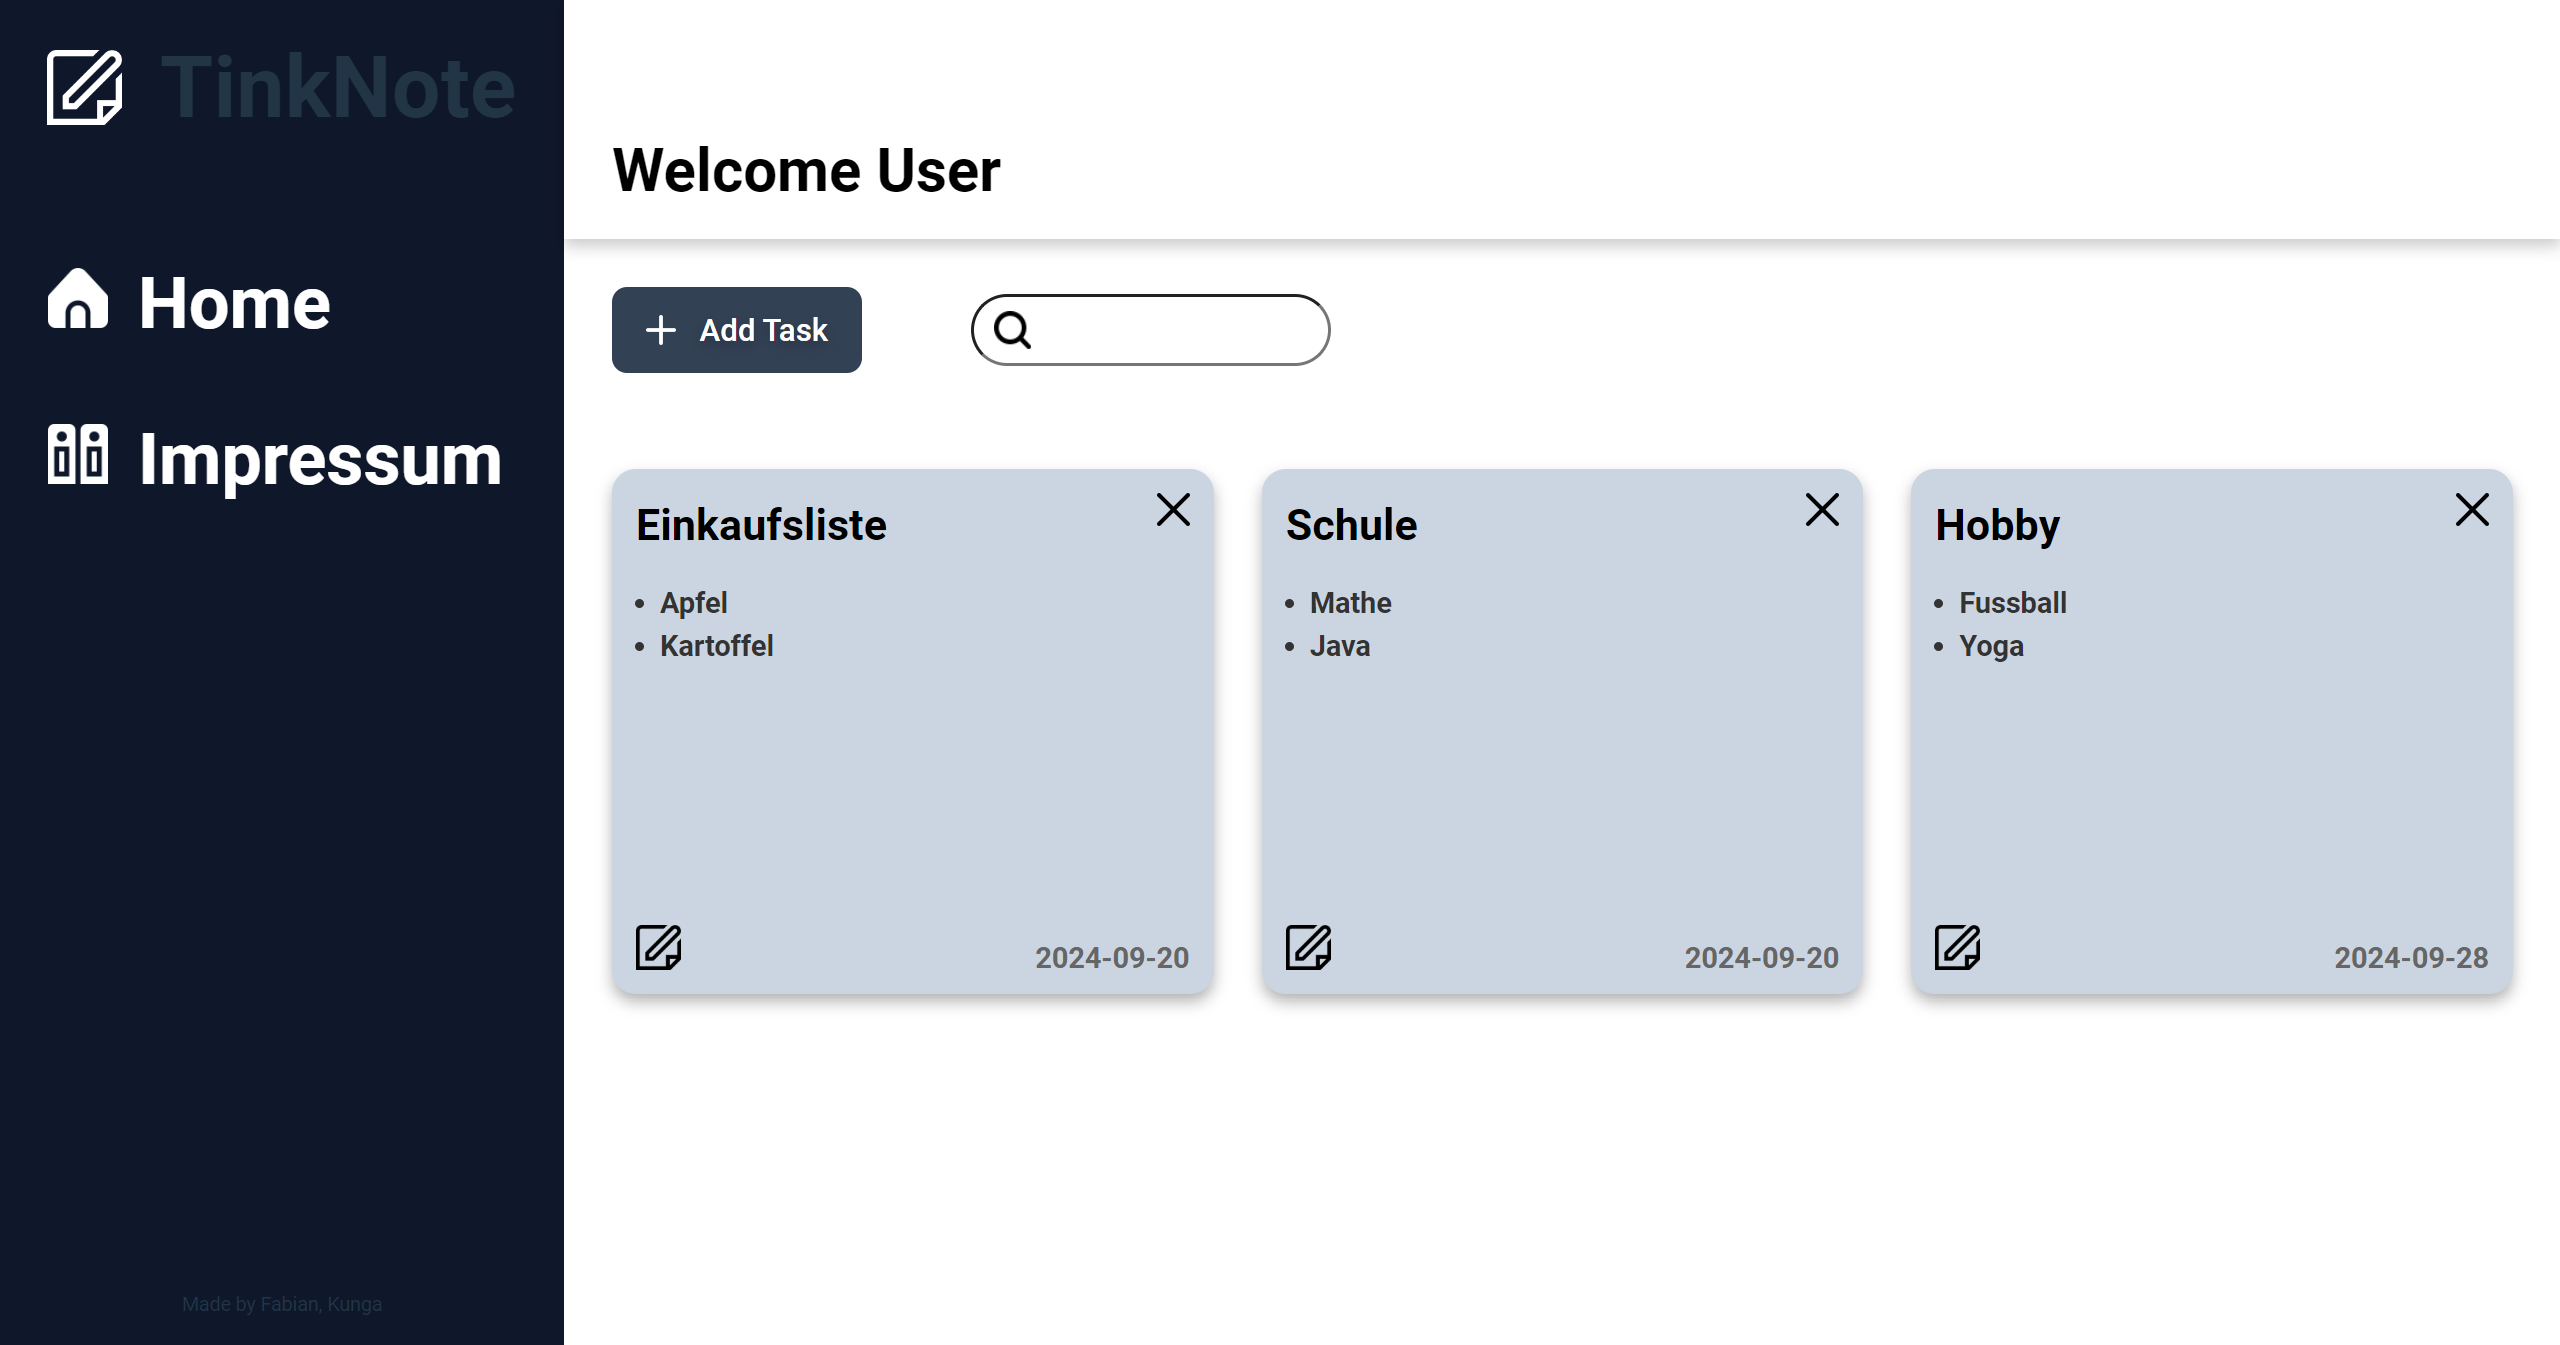 TinkNote
Home
Impressum
Made by Fabian, Kunga
Welcome User
Add Task
Einkaufsliste
• Apfel
• Kartoffel
2024-09-20
Schule
• Mathe
• Java
2024-09-20
Hobby
• Fussball
• Yoga
2024-09-28